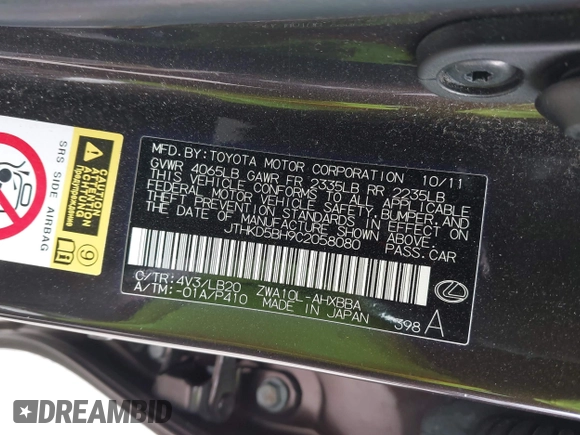 MFD. BY: TOYOTA MOTOR CORPORATION 10/11
GVWR 4065LB GAWR FR 2335LB RR 2235LB
THIS VEHICLE CONFORMS TO ALL APPLICABLE
FEDERAL MOTOR VEHICLE SAFETY, BUMPER, AND
THEFT PREVENTION STANDARDS IN EFFECT ON THE
DATE OF MANUFACTURE SHOWN ABOVE.
JTHKD5BH9C2058080 PASS. CAR
C/TR: 4V3/LB20 ZWA10L-AHXBBA
A/TM: -01A/P410 MADE IN JAPAN 398 A
SRS SIDE AIRBAG
9
DREAMBID